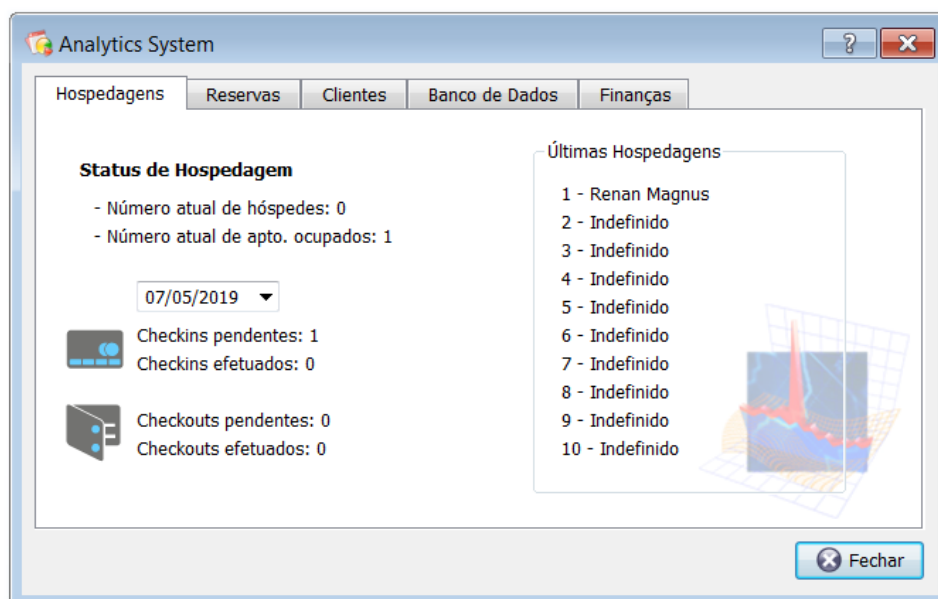 Analytics System
Hospedagens Reservas Clientes Banco de Dados Finanças
Status de Hospedagem
- Número atual de hóspedes: 0
- Número atual de apto. ocupados: 1
07/05/2019
Checkins pendentes: 1
Checkins efetuados: 0
Checkouts pendentes: 0
Checkouts efetuados: 0
Últimas Hospedagens
1 - Renan Magnus
2 - Indefinido
3 - Indefinido
4 - Indefinido
5 - Indefinido
6 - Indefinido
7 - Indefinido
8 - Indefinido
9 - Indefinido
10 - Indefinido
Fechar